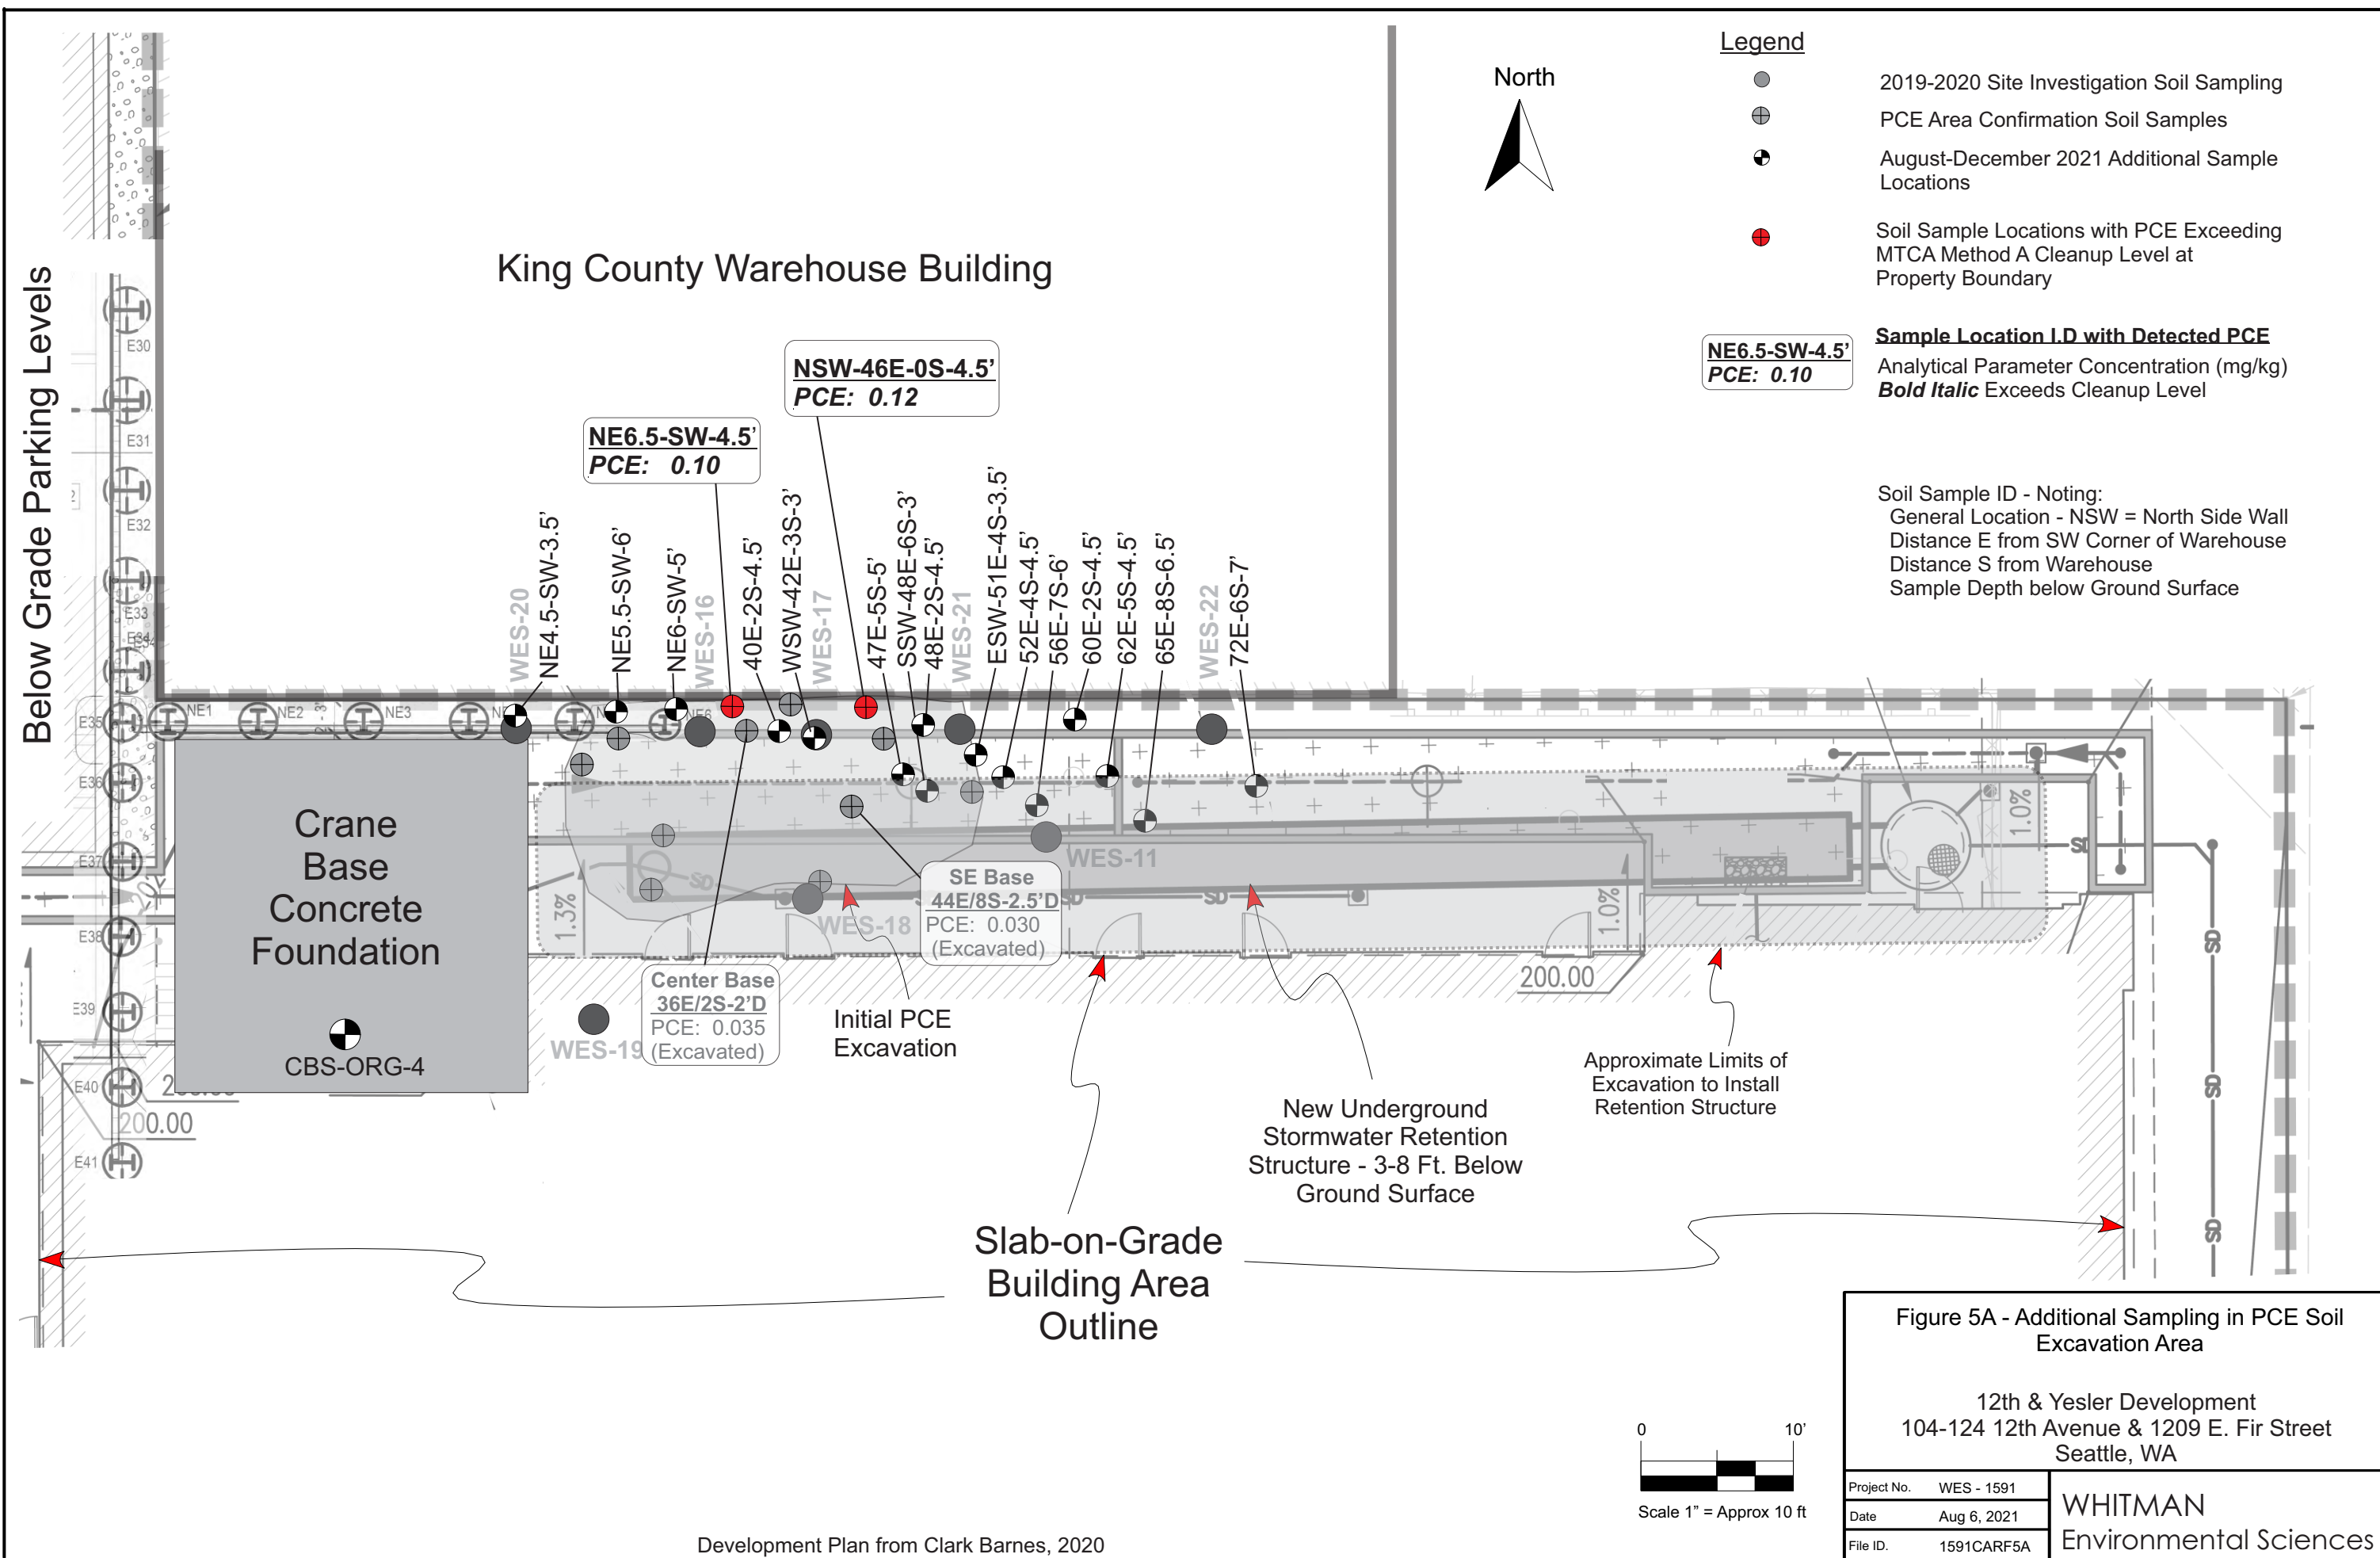 Legend
North
2019-2020 Site Investigation Soil Sampling
PCE Area Confirmation Soil Samples
August-December 2021 Additional Sample
Locations
Soil Sample Locations with PCE Exceeding
MTCA Method A Cleanup Level at
Property Boundary
NE6.5-SW-4.5’
PCE: 0.10
Sample Location I.D with Detected PCE
Analytical Parameter Concentration (mg/kg)
Bold Italic Exceeds Cleanup Level
Soil Sample ID - Noting:
General Location - NSW = North Side Wall
Distance E from SW Corner of Warehouse
Distance S from Warehouse
Sample Depth below Ground Surface
King County Warehouse Building
Below Grade Parking Levels
NSW-46E-0S-4.5’
PCE: 0.12
NE6.5-SW-4.5’
PCE: 0.10
WES-20
NE4.5-SW-3.5’
NE5.5-SW-6’
NE6-SW-5’
WES-16
40E-2S-4.5’
WSW-42E-3S-3’
WES-17
47E-5S-5’
SSW-48E-6S-3’
48E-2S-4.5’
WES-21
ESW-51E-4S-3.5’
52E-4S-4.5’
56E-7S-6’
60E-2S-4.5’
62E-5S-4.5’
65E-8S-6.5’
WES-22
72E-6S-7’
E30
E31
E32
E33
E34
E35
E36
E37
E38
E39
E40
E41
NE1
NE2
NE3
NE6
2'-3"
Crane
Base
Concrete
Foundation
CBS-ORG-4
200.00
1.3%
SD
WES-18
WES-11
SD
1.0%
1.0%
SD
SD
SD
SD
200.00
SE Base
44E/8S-2.5’D
PCE: 0.030
(Excavated)
Center Base
36E/2S-2’D
PCE: 0.035
(Excavated)
WES-19
Initial PCE
Excavation
New Underground
Stormwater Retention
Structure - 3-8 Ft. Below
Ground Surface
Approximate Limits of
Excavation to Install
Retention Structure
Slab-on-Grade
Building Area
Outline
0 10’
Scale 1” = Approx 10 ft
Development Plan from Clark Barnes, 2020
Figure 5A - Additional Sampling in PCE Soil
Excavation Area
12th & Yesler Development
104-124 12th Avenue & 1209 E. Fir Street
Seattle, WA
Project No. WES - 1591
Date Aug 6, 2021
File ID. 1591CARF5A
WHITMAN
Environmental Sciences